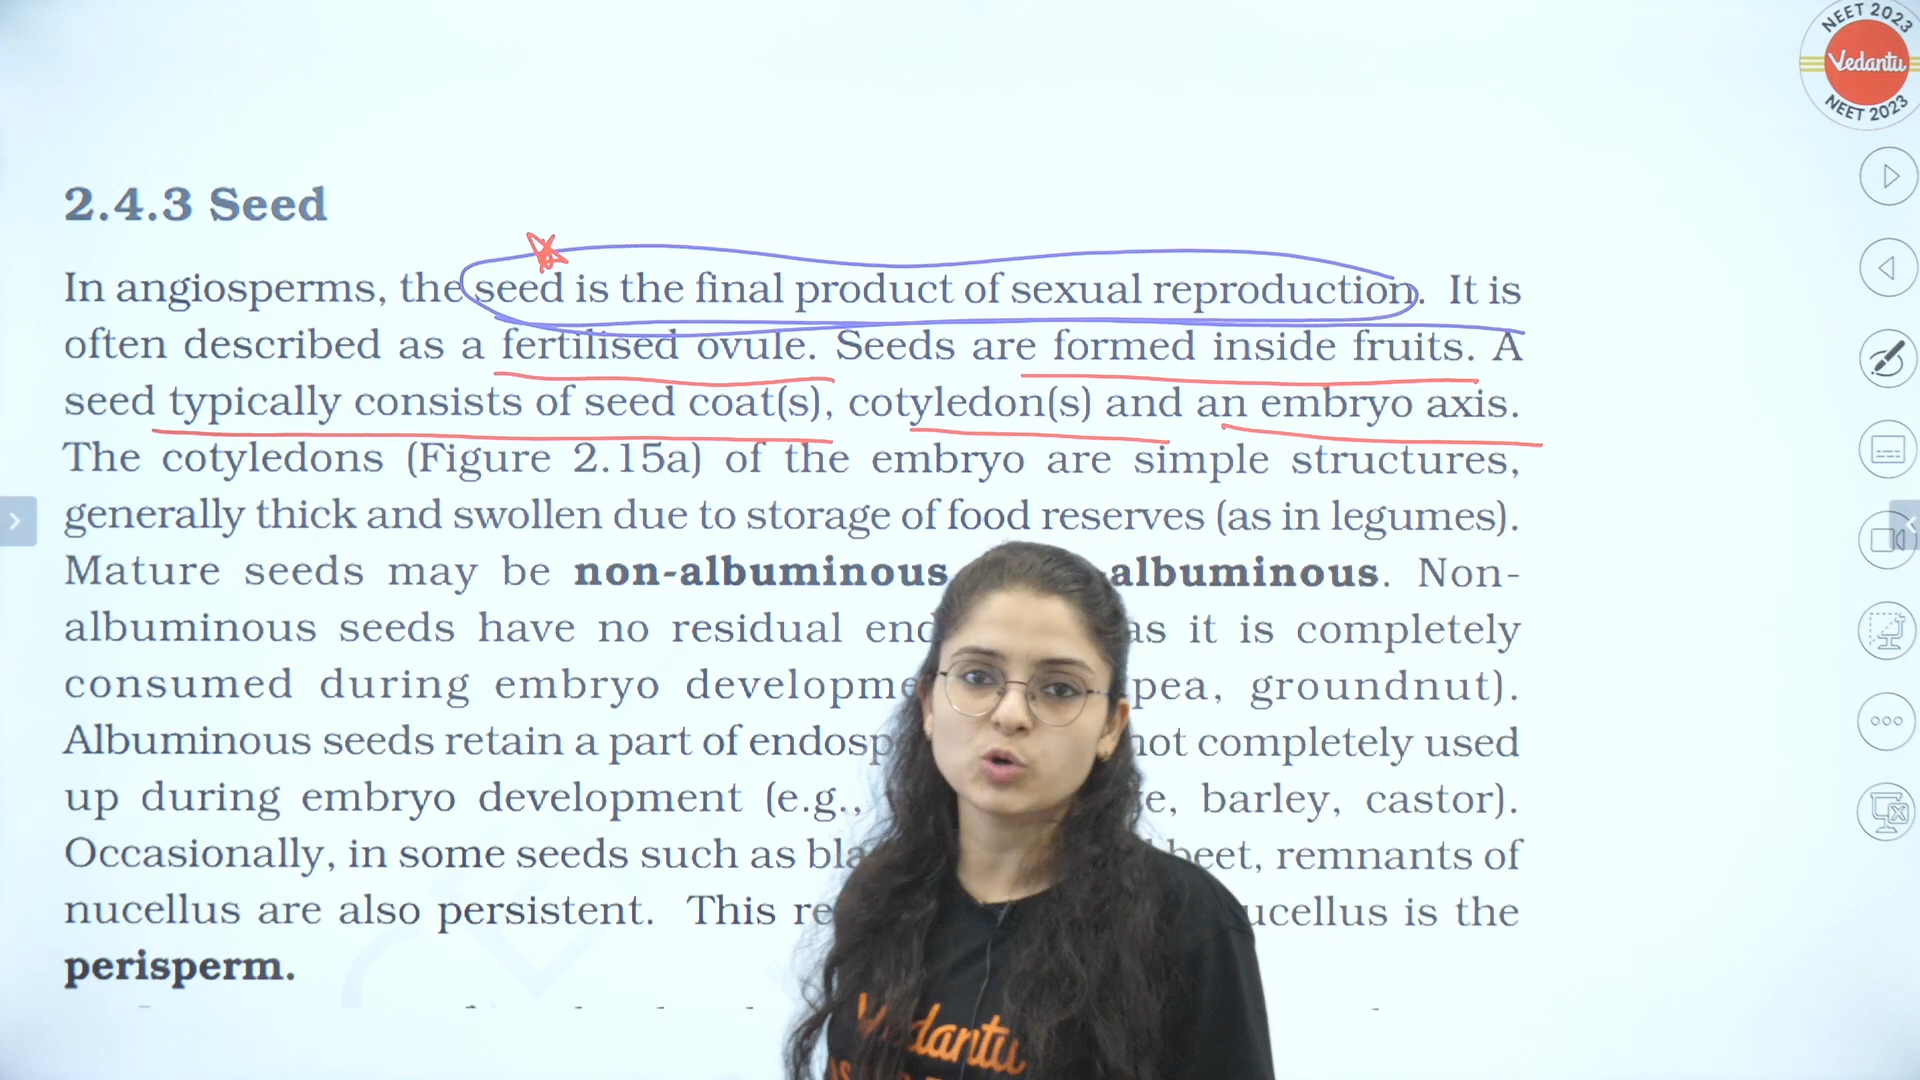 NEET 2023
Vedantu
NEET 2023
2.4.3 Seed
In angiosperms, the seed is the final product of sexual reproduction. It is
often described as a fertilised ovule. Seeds are formed inside fruits. A
seed typically consists of seed coat(s), cotyledon(s) and an embryo axis.
The cotyledons (Figure 2.15a) of the embryo are simple structures,
generally thick and swollen due to storage of food reserves (as in legumes).
Mature seeds may be non-albuminous -albuminous. Non-
albuminous seeds have no residual as it is completely
consumed during embryo pea, groundnut).
Albuminous seeds retain a part of not completely used
up during embryo development (e.g., barley, castor).
Occasionally, in some seeds such as beet, remnants of
nucellus are also persistent. This is the
perisperm.
Vedantu